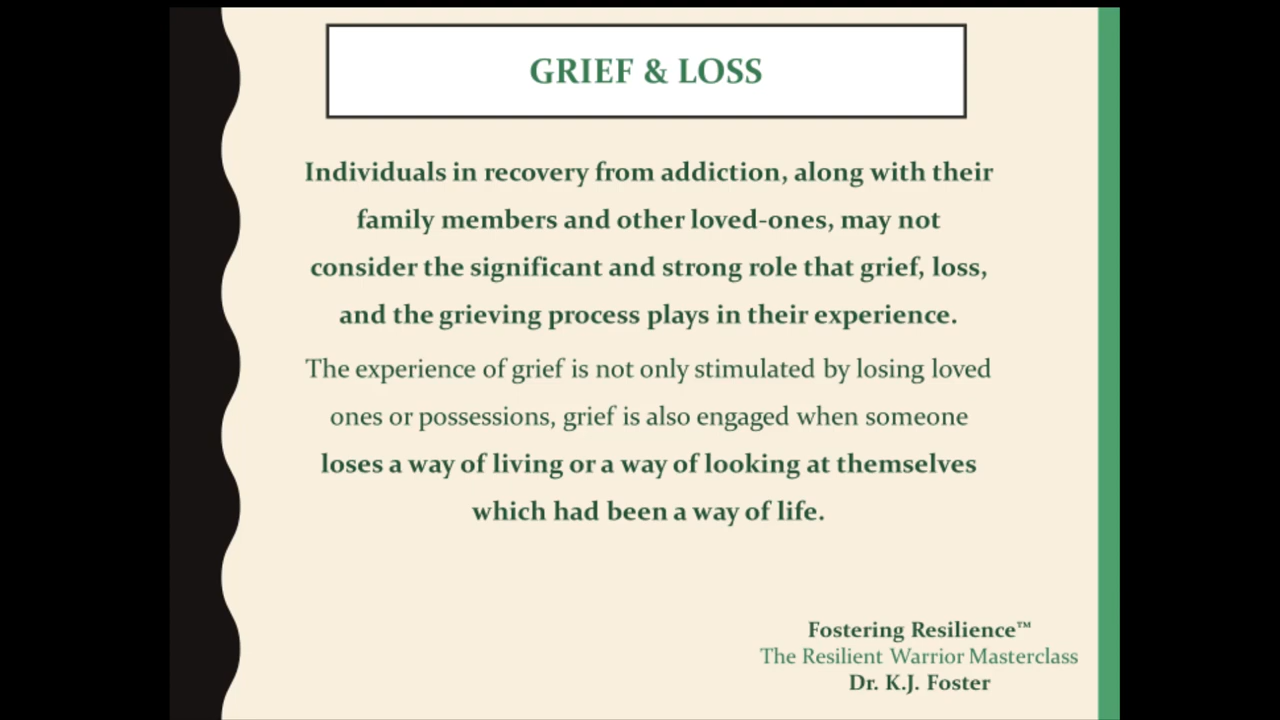 GRIEF & LOSS
Individuals in recovery from addiction, along with their
family members and other loved-ones, may not
consider the significant and strong role that grief, loss,
and the grieving process plays in their experience.
The experience of grief is not only stimulated by losing loved
ones or possessions, grief is also engaged when someone
loses a way of living or a way of looking at themselves
which had been a way of life.
Fostering Resilience™
The Resilient Warrior Masterclass
Dr. K.J. Foster